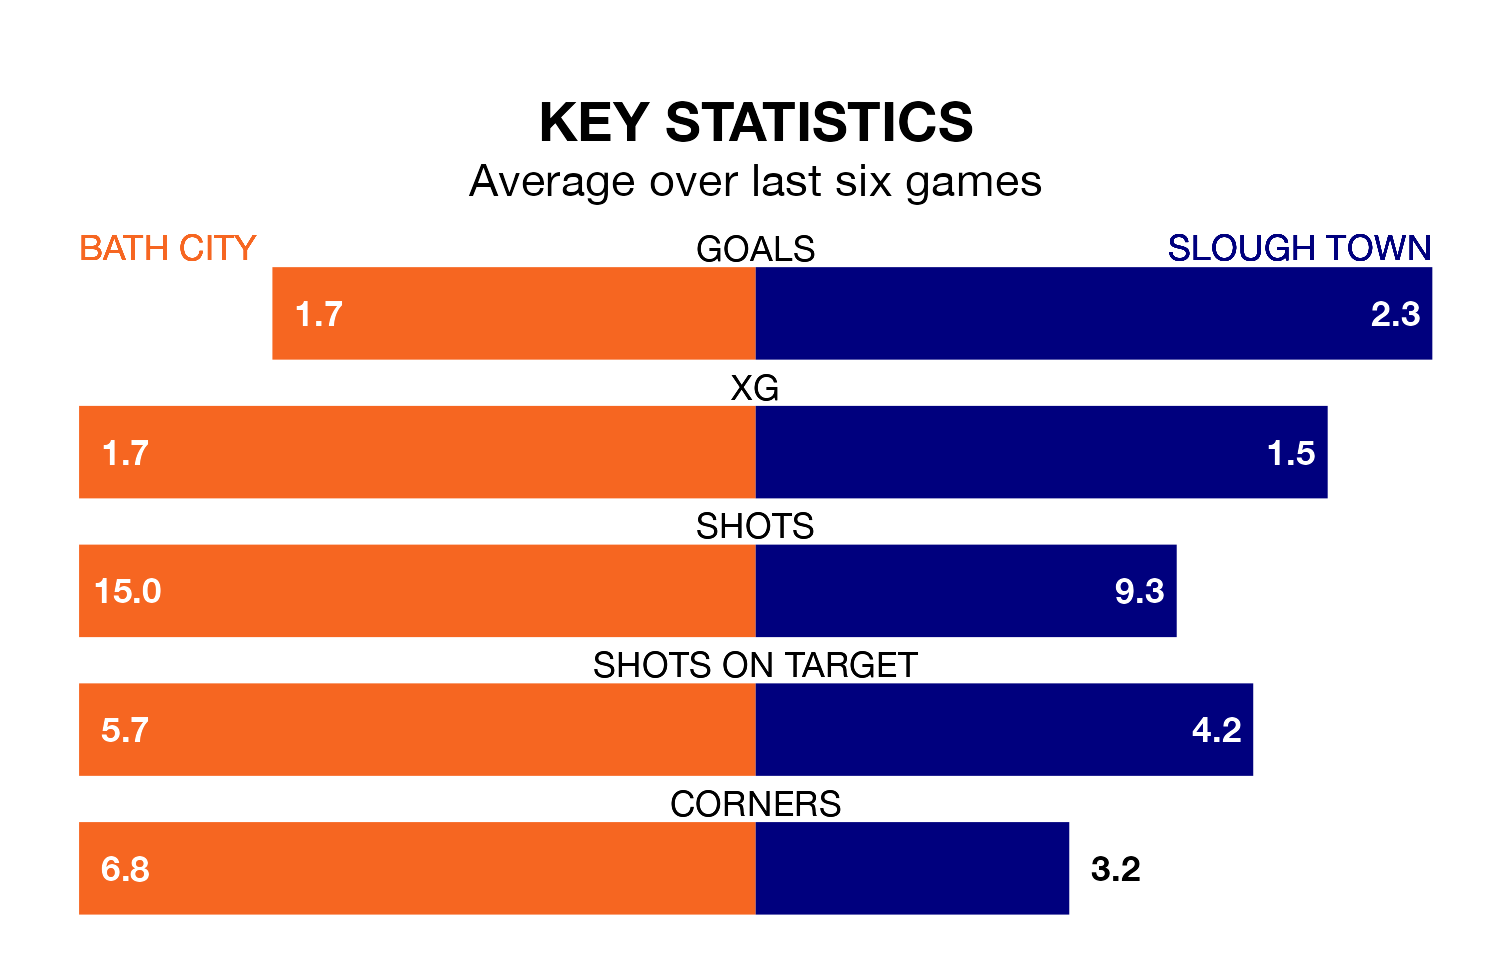 KEY STATISTICS
Average over last six games
BATH CITY GOALS SLOUGH TOWN
1.7 2.3
XG
1.7 1.5
SHOTS
15.0 9.3
SHOTS ON TARGET
5.7 4.2
CORNERS
6.8 3.2